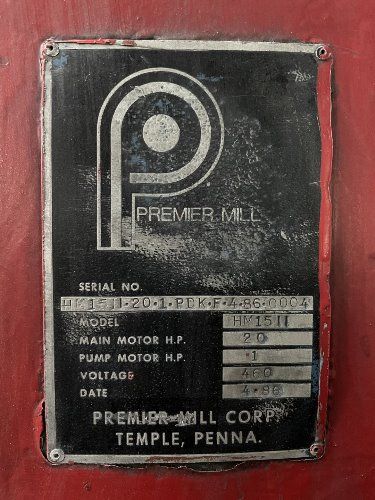 PREMIER MILL
SERIAL NO.
HM15II·20·1·PDK·F·4·86·0004
MODEL HM15II
MAIN MOTOR H.P. 20
PUMP MOTOR H.P. 1
VOLTAGE 460
DATE 4·86
PREMIER MILL CORP.
TEMPLE, PENNA.